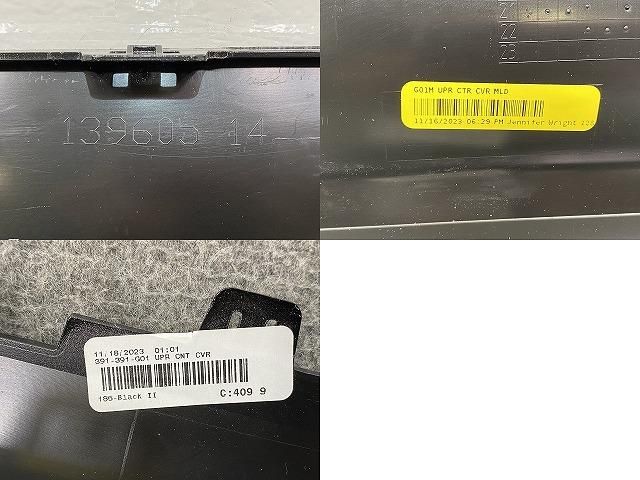 139605 14
22
23
G01M UPR CTR CVR MLD
11/16/2023 06:29 PM Jennifer Wright
11/18/2023 01:01
391-391-G01 UPR CNT CVR
186-Black II C:409 9